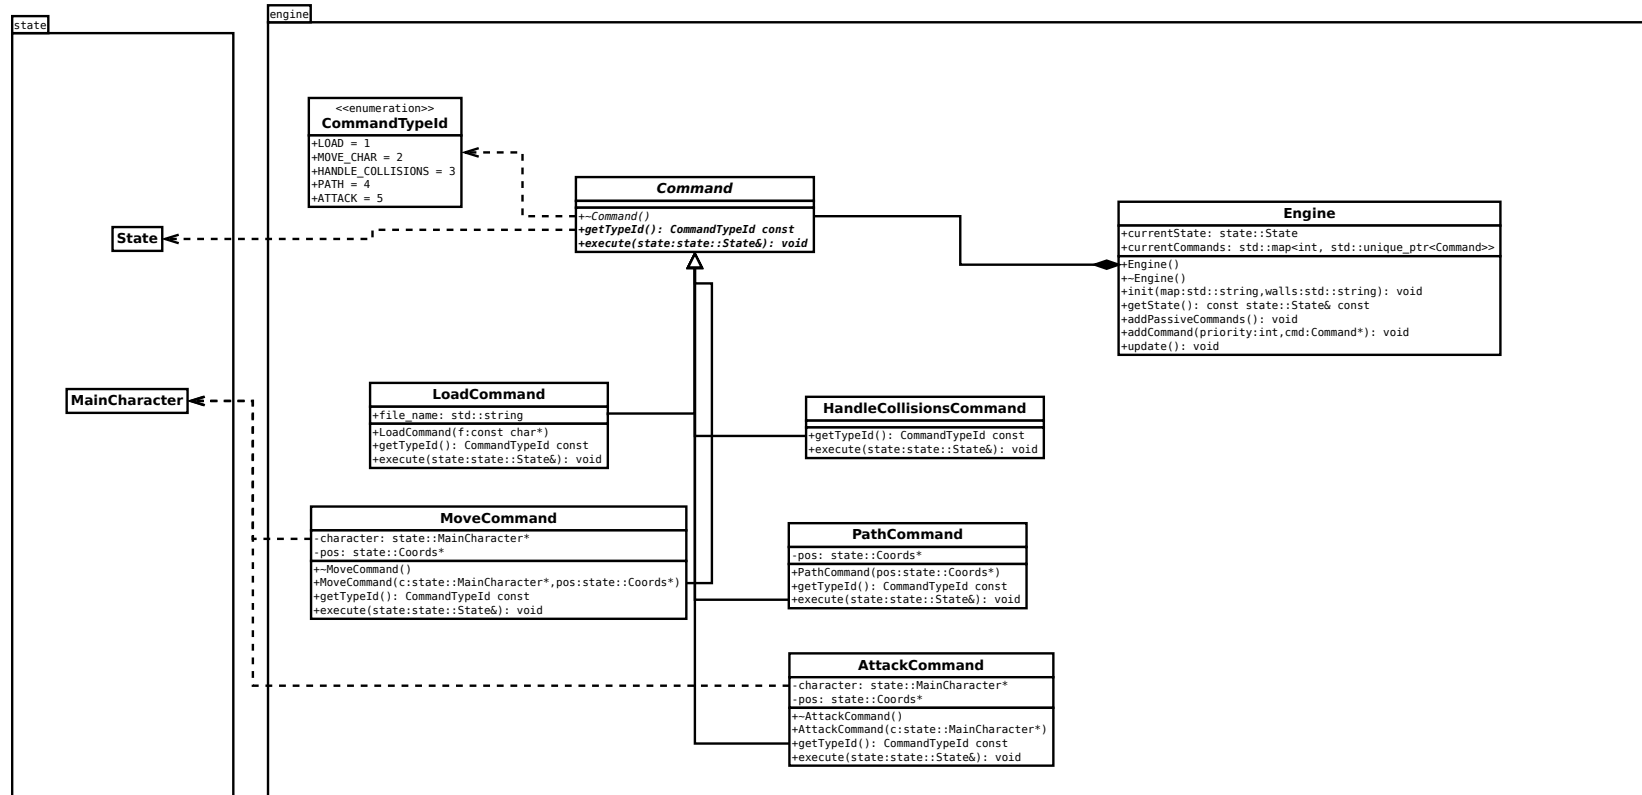 state
engine
<<enumeration>>
CommandTypeId
+LOAD = 1
+MOVE_CHAR = 2
+HANDLE_COLLISIONS = 3
+PATH = 4
+ATTACK = 5
Command
+~Command()
+getTypeId(): CommandTypeId const
+execute(state:state::State&): void
State
Engine
+currentState: state::State
+currentCommands: std::map<int, std::unique_ptr<Command>>
+Engine()
+~Engine()
+init(map:std::string,walls:std::string): void
+getState(): const state::State& const
+addPassiveCommands(): void
+addCommand(priority:int,cmd:Command*): void
+update(): void
MainCharacter
LoadCommand
+file_name: std::string
+LoadCommand(f:const char*)
+getTypeId(): CommandTypeId const
+execute(state:state::State&): void
HandleCollisionsCommand
+getTypeId(): CommandTypeId const
+execute(state:state::State&): void
MoveCommand
-character: state::MainCharacter*
-pos: state::Coords*
+~MoveCommand()
+MoveCommand(c:state::MainCharacter*,pos:state::Coords*)
+getTypeId(): CommandTypeId const
+execute(state:state::State&): void
PathCommand
-pos: state::Coords*
+PathCommand(pos:state::Coords*)
+getTypeId(): CommandTypeId const
+execute(state:state::State&): void
AttackCommand
-character: state::MainCharacter*
-pos: state::Coords*
+~AttackCommand()
+AttackCommand(c:state::MainCharacter*)
+getTypeId(): CommandTypeId const
+execute(state:state::State&): void